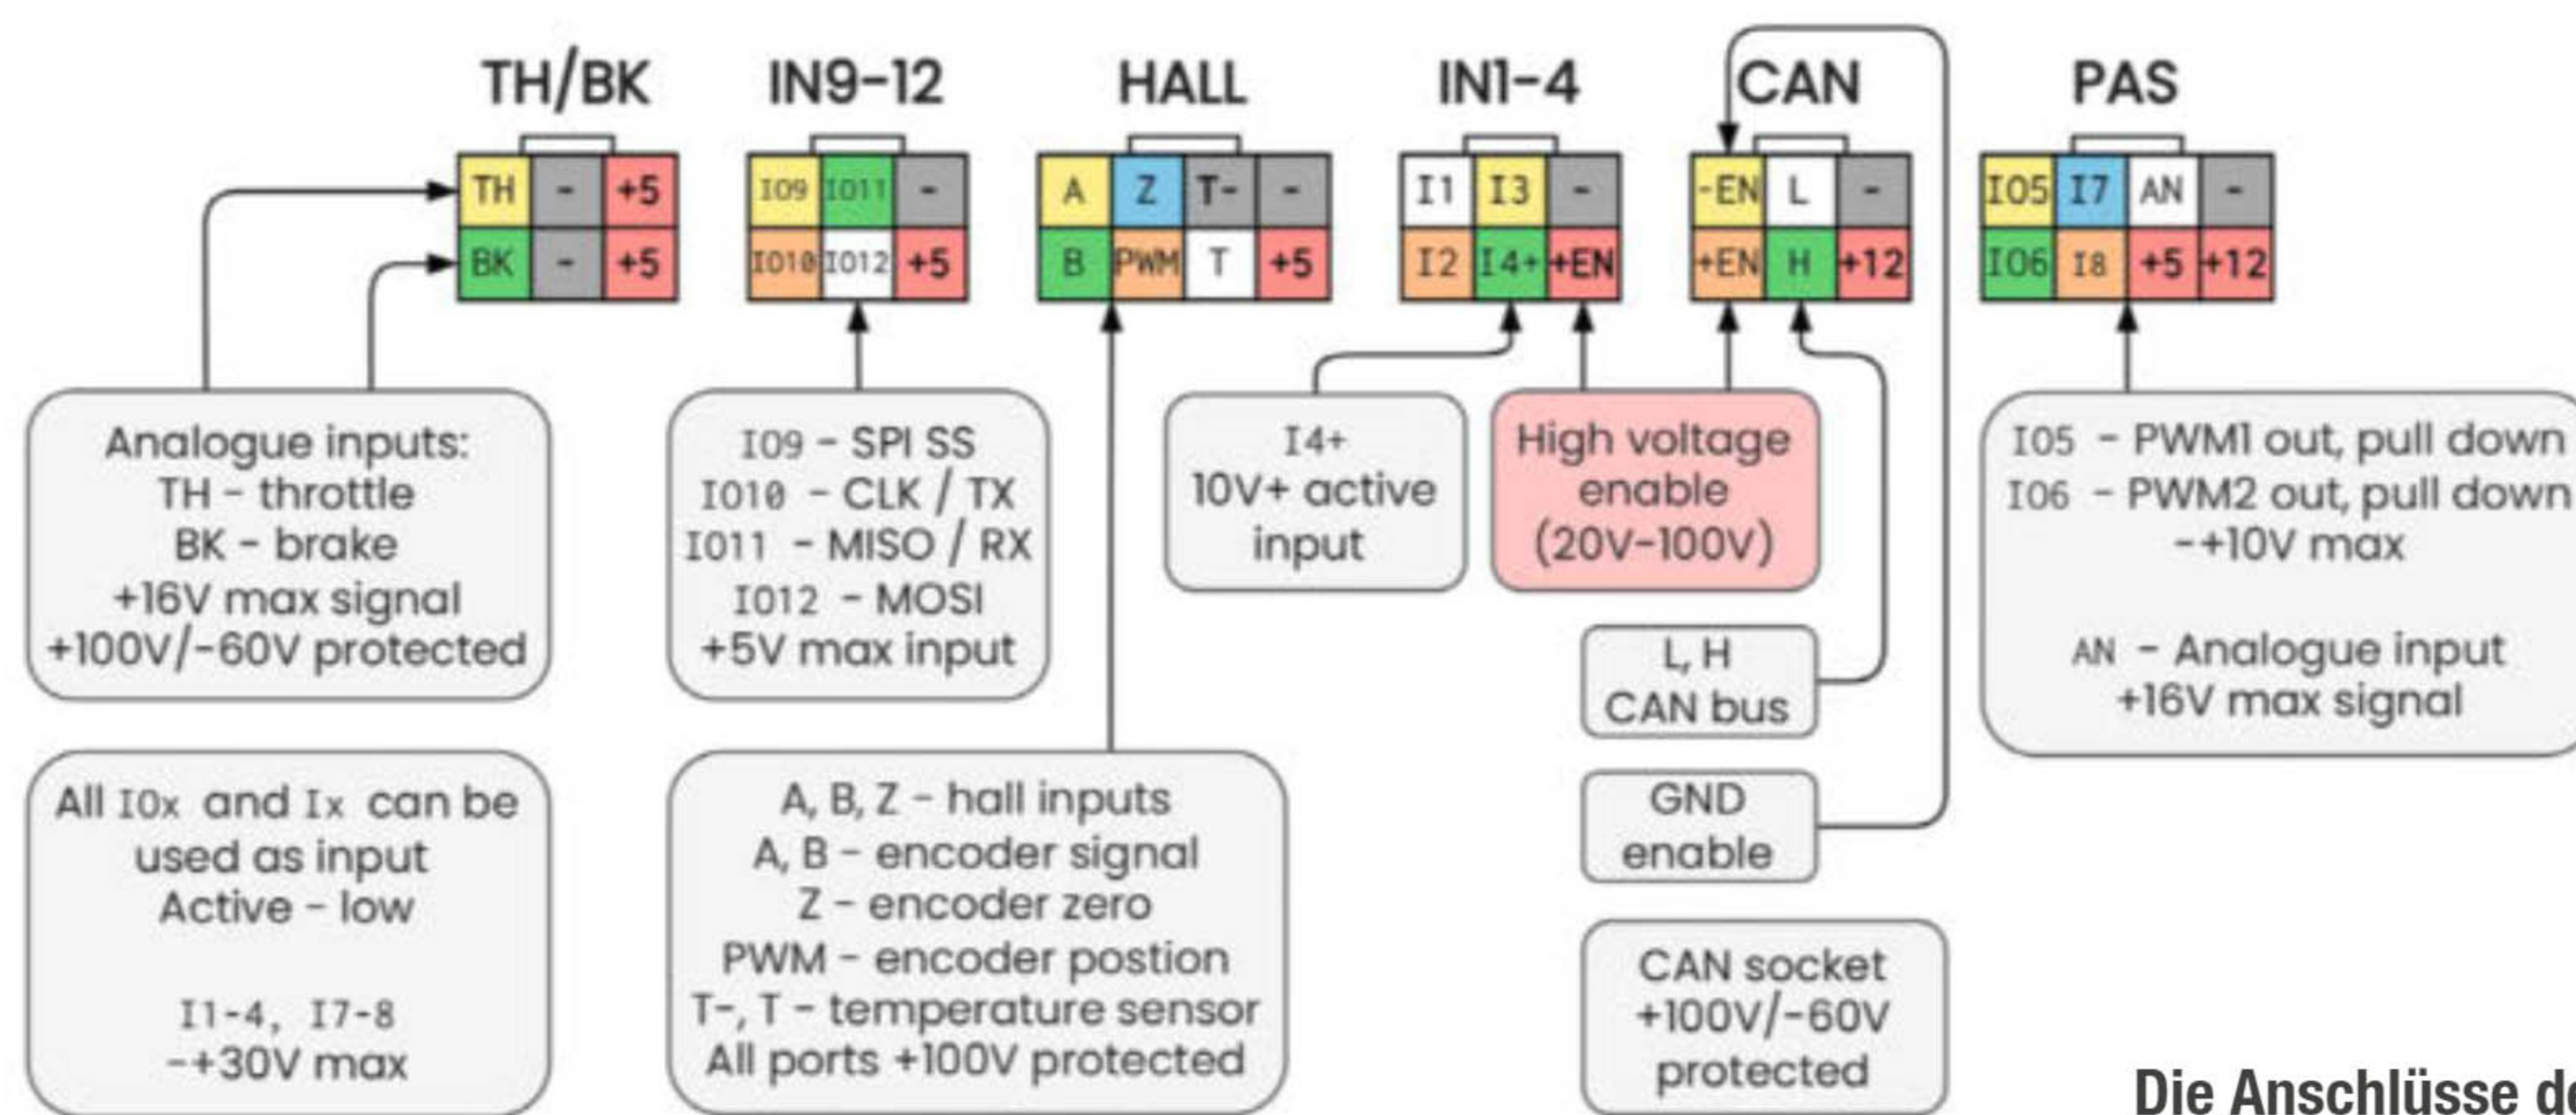 TH/BK
IN9-12
HALL
IN1-4
CAN
PAS
TH - +5
BK - +5
IO9 IO11 -
IO10 IO12 +5
A Z T- -
B PWM T +5
I1 I3 -
I2 I4+ +EN
-EN L -
+EN H +12
IO5 I7 AN -
IO6 I8 +5 +12
Analogue inputs:
TH - throttle
BK - brake
+16V max signal
+100V/-60V protected
IO9 - SPI SS
IO10 - CLK / TX
IO11 - MISO / RX
IO12 - MOSI
+5V max input
I4+
10V+ active
input
High voltage
enable
(20V-100V)
IO5 - PWM1 out, pull down
IO6 - PWM2 out, pull down
-+10V max
AN - Analogue input
+16V max signal
L, H
CAN bus
GND
enable
All IOx and Ix can be
used as input
Active - low
I1-4, I7-8
-+30V max
A, B, Z - hall inputs
A, B - encoder signal
Z - encoder zero
PWM - encoder postion
T-, T - temperature sensor
All ports +100V protected
CAN socket
+100V/-60V
protected
Die Anschlüsse